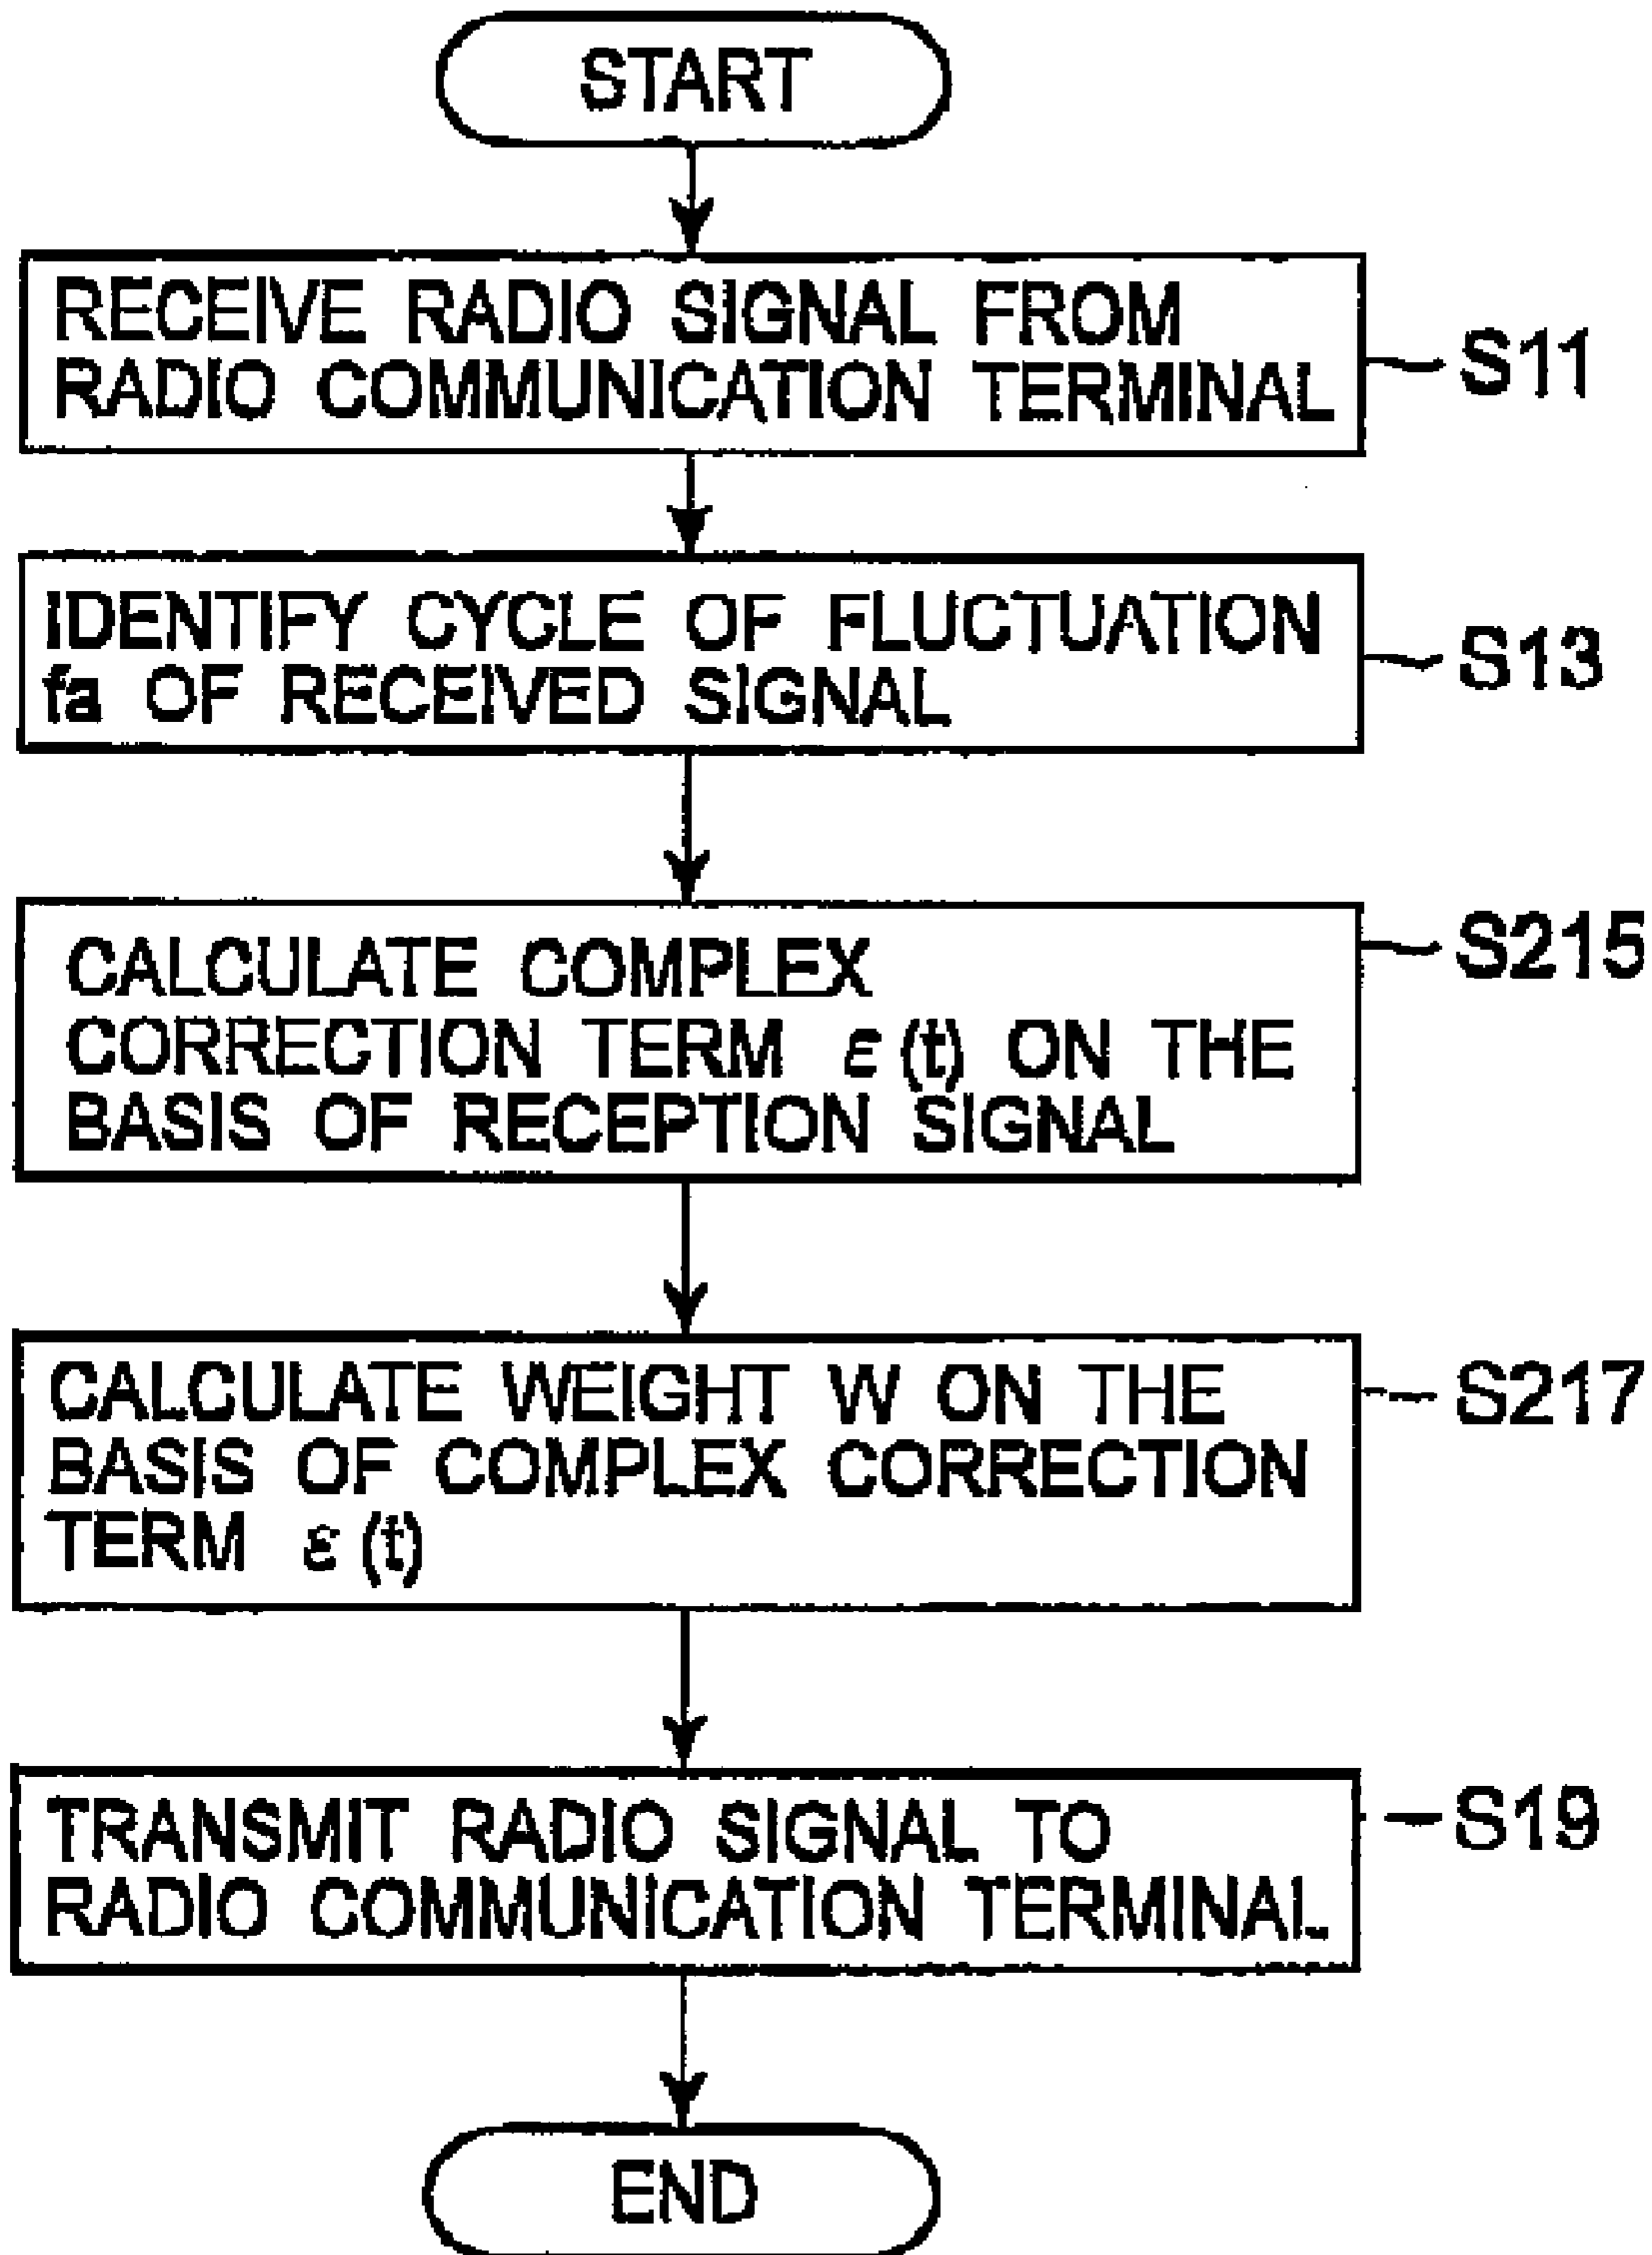 START
RECEIVE RADIO SIGNAL FROM
RADIO COMMUNICATION TERMINAL
S11
IDENTIFY CYCLE OF FLUCTUATION
fa OF RECEIVED SIGNAL
S13
CALCULATE COMPLEX
CORRECTION TERM ε(t) ON THE
BASIS OF RECEPTION SIGNAL
S215
CALCULATE WEIGHT W ON THE
BASIS OF COMPLEX CORRECTION
TERM ε(t)
S217
TRANSMIT RADIO SIGNAL TO
RADIO COMMUNICATION TERMINAL
S19
END